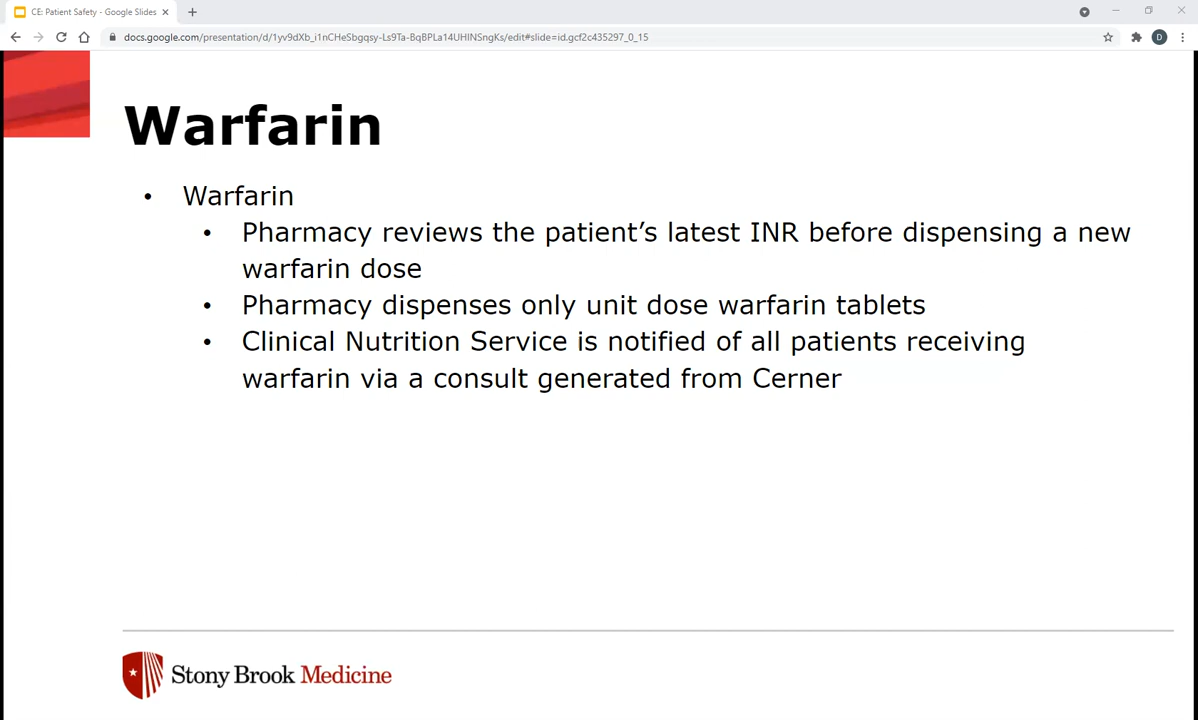 CE: Patient Safety - Google Slides
docs.google.com/presentation/d/1yv9dXb_i1nCHeSbgqsy-Ls9Ta-BqBPLa14UHINSngKs/edit#slide=id.gcf2c435297_0_15
D
Warfarin
• Warfarin
• Pharmacy reviews the patient’s latest INR before dispensing a new
warfarin dose
• Pharmacy dispenses only unit dose warfarin tablets
• Clinical Nutrition Service is notified of all patients receiving
warfarin via a consult generated from Cerner
Stony Brook Medicine